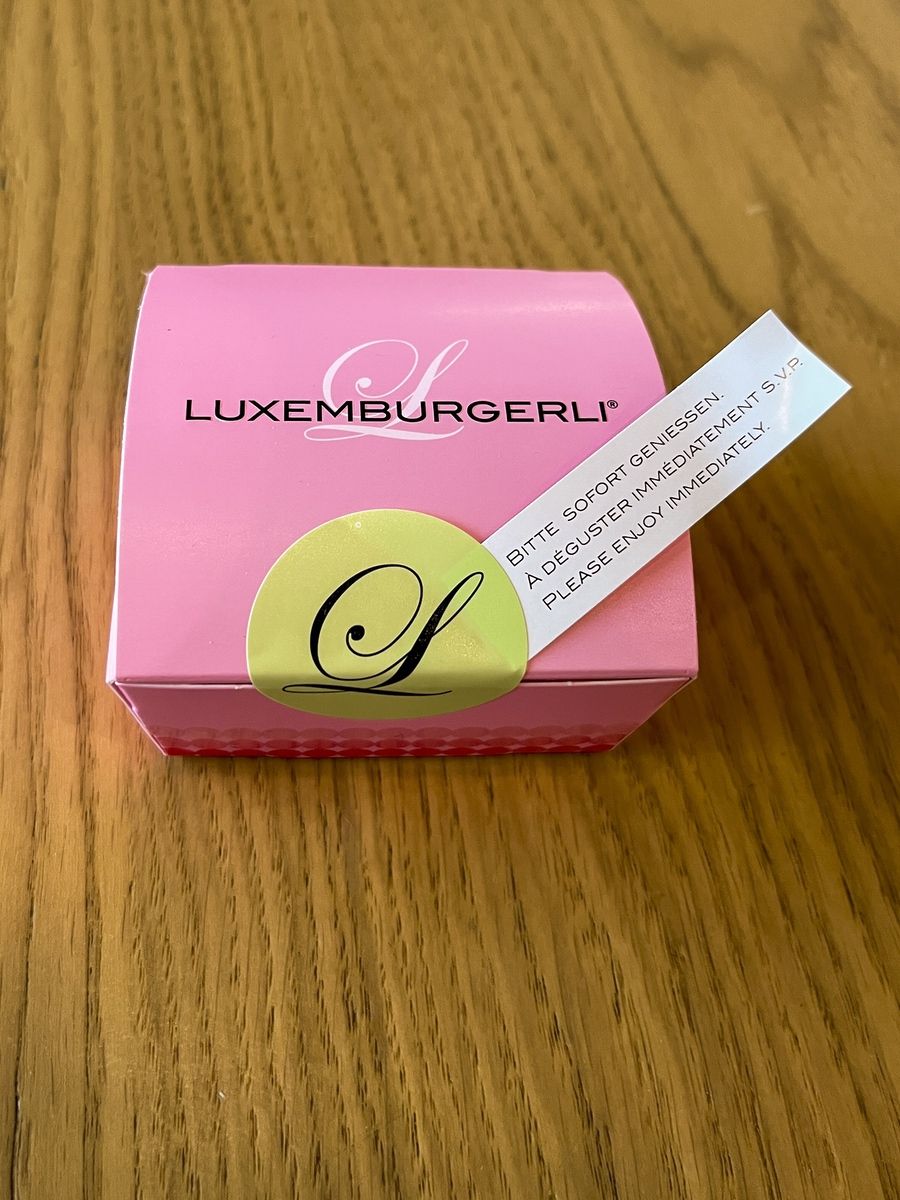 L
LUXEMBURGERLI®
L
BITTE SOFORT GENIESSEN.
À DÉGUSTER IMMÉDIATEMENT S.V.P.
PLEASE ENJOY IMMEDIATELY.